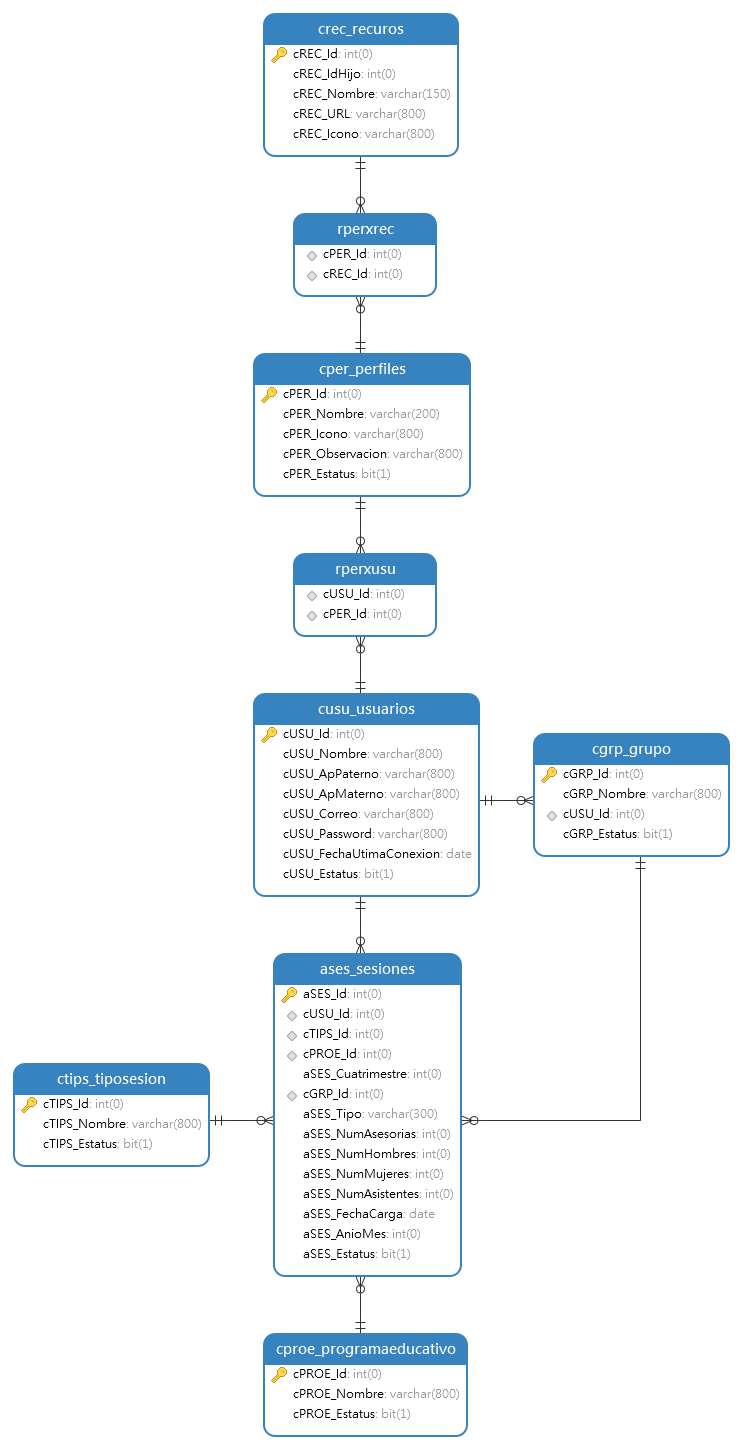 crec_recuros
cREC_Id: int(0)
cREC_IdHijo: int(0)
cREC_Nombre: varchar(150)
cREC_URL: varchar(800)
cREC_Icono: varchar(800)
rperxrec
cPER_Id: int(0)
cREC_Id: int(0)
cper_perfiles
cPER_Id: int(0)
cPER_Nombre: varchar(200)
cPER_Icono: varchar(800)
cPER_Observacion: varchar(800)
cPER_Estatus: bit(1)
rperxusu
cUSU_Id: int(0)
cPER_Id: int(0)
cusu_usuarios
cUSU_Id: int(0)
cUSU_Nombre: varchar(800)
cUSU_ApPaterno: varchar(800)
cUSU_ApMaterno: varchar(800)
cUSU_Correo: varchar(800)
cUSU_Password: varchar(800)
cUSU_FechaUtimaConexion: date
cUSU_Estatus: bit(1)
cgrp_grupo
cGRP_Id: int(0)
cGRP_Nombre: varchar(800)
cUSU_Id: int(0)
cGRP_Estatus: bit(1)
ases_sesiones
aSES_Id: int(0)
cUSU_Id: int(0)
cTIPS_Id: int(0)
cPROE_Id: int(0)
aSES_Cuatrimestre: int(0)
cGRP_Id: int(0)
aSES_Tipo: varchar(300)
aSES_NumAsesorias: int(0)
aSES_NumHombres: int(0)
aSES_NumMujeres: int(0)
aSES_NumAsistentes: int(0)
aSES_FechaCarga: date
aSES_AnioMes: int(0)
aSES_Estatus: bit(1)
ctips_tiposesion
cTIPS_Id: int(0)
cTIPS_Nombre: varchar(800)
cTIPS_Estatus: bit(1)
cproe_programaeducativo
cPROE_Id: int(0)
cPROE_Nombre: varchar(800)
cPROE_Estatus: bit(1)